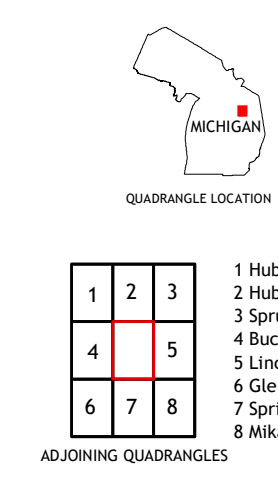 MICHIGAN
QUADRANGLE LOCATION
1 2 3
4 5
6 7 8
1 Hub
2 Hub
3 Spru
4 Buc
5 Linc
6 Gle
7 Spri
8 Mik
ADJOINING QUADRANGLES